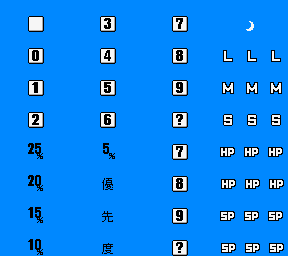 3 7
0 4 8 L L L
1 5 9 M M M
2 6 ? S S S
25% 5% 7 HP HP HP
20% 優 8 HP HP HP
15% 先 9 SP SP SP
10% 度 ? SP SP SP